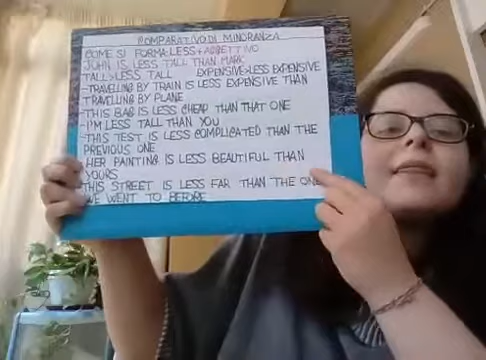 COMPARATIVO DI MINORANZA
COME SI FORMA: LESS + AGGETTIVO
JOHN IS LESS TALL THAN MARK
TALL>LESS TALL EXPENSIVE>LESS EXPENSIVE
-TRAVELLING BY TRAIN IS LESS EXPENSIVE THAN
TRAVELLING BY PLANE
-THIS BAG IS LESS CHEAP THAN THAT ONE
-I'M LESS TALL THAN YOU
-THIS TEST IS LESS COMPLICATED THAN THE
PREVIOUS ONE
-HER PAINTING IS LESS BEAUTIFUL THAN
YOURS
-THIS STREET IS LESS FAR THAN THE ONE
WE WENT TO BEFORE